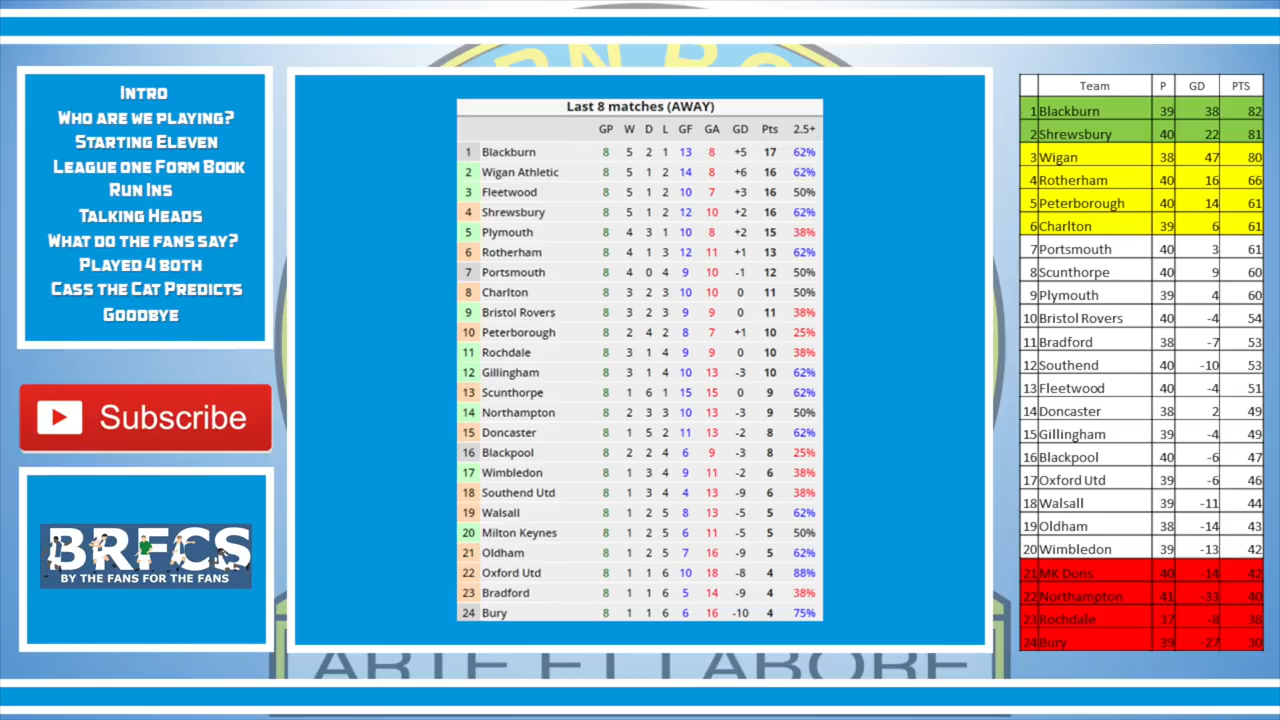 RN RO
Intro
Who are we playing?
Starting Eleven
League one Form Book
Run Ins
Talking Heads
What do the fans say?
Played 4 both
Cass the Cat Predicts
Goodbye
Subscribe
BRFCS
BY THE FANS FOR THE FANS
Last 8 matches (AWAY)
GP W D L GF GA GD Pts 2.5+
1 Blackburn 8 5 2 1 13 8 +5 17 62%
2 Wigan Athletic 8 5 1 2 14 8 +6 16 62%
3 Fleetwood 8 5 1 2 10 7 +3 16 50%
4 Shrewsbury 8 5 1 2 12 10 +2 16 62%
5 Plymouth 8 4 3 1 10 8 +2 15 38%
6 Rotherham 8 4 1 3 12 11 +1 13 62%
7 Portsmouth 8 4 0 4 9 10 -1 12 50%
8 Charlton 8 3 2 3 10 10 0 11 50%
9 Bristol Rovers 8 3 2 3 9 9 0 11 38%
10 Peterborough 8 2 4 2 8 7 +1 10 25%
11 Rochdale 8 3 1 4 9 9 0 10 38%
12 Gillingham 8 3 1 4 10 13 -3 10 62%
13 Scunthorpe 8 1 6 1 15 15 0 9 62%
14 Northampton 8 2 3 3 10 13 -3 9 50%
15 Doncaster 8 1 5 2 11 13 -2 8 62%
16 Blackpool 8 2 2 4 6 9 -3 8 25%
17 Wimbledon 8 1 3 4 9 11 -2 6 38%
18 Southend Utd 8 1 3 4 4 13 -9 6 38%
19 Walsall 8 1 2 5 8 13 -5 5 62%
20 Milton Keynes 8 1 2 5 6 11 -5 5 50%
21 Oldham 8 1 2 5 7 16 -9 5 62%
22 Oxford Utd 8 1 1 6 10 18 -8 4 88%
23 Bradford 8 1 1 6 5 14 -9 4 38%
24 Bury 8 1 1 6 6 16 -10 4 75%
Team P GD PTS
1 Blackburn 39 38 82
2 Shrewsbury 40 22 81
3 Wigan 38 47 80
4 Rotherham 40 16 66
5 Peterborough 40 14 61
6 Charlton 39 6 61
7 Portsmouth 40 3 61
8 Scunthorpe 40 9 60
9 Plymouth 39 4 60
10 Bristol Rovers 40 -4 54
11 Bradford 38 -7 53
12 Southend 40 -10 53
13 Fleetwood 40 -4 51
14 Doncaster 38 2 49
15 Gillingham 39 -4 49
16 Blackpool 40 -6 47
17 Oxford Utd 39 -6 46
18 Walsall 39 -11 44
19 Oldham 38 -14 43
20 Wimbledon 39 -13 42
21 MK Dons 40 -14 42
22 Northampton 41 -33 40
23 Rochdale 37 -8 38
24 Bury 39 -27 30
ARTE ET LABORE